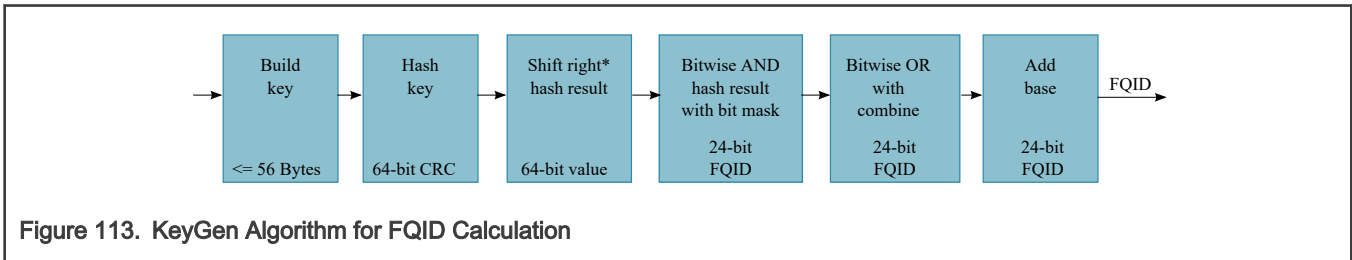 Build
key
<= 56 Bytes
Hash
key
64-bit CRC
Shift right*
hash result
64-bit value
Bitwise AND
hash result
with bit mask
24-bit
FQID
Bitwise OR
with
combine
24-bit
FQID
Add
base
24-bit
FQID
FQID
Figure 113. KeyGen Algorithm for FQID Calculation